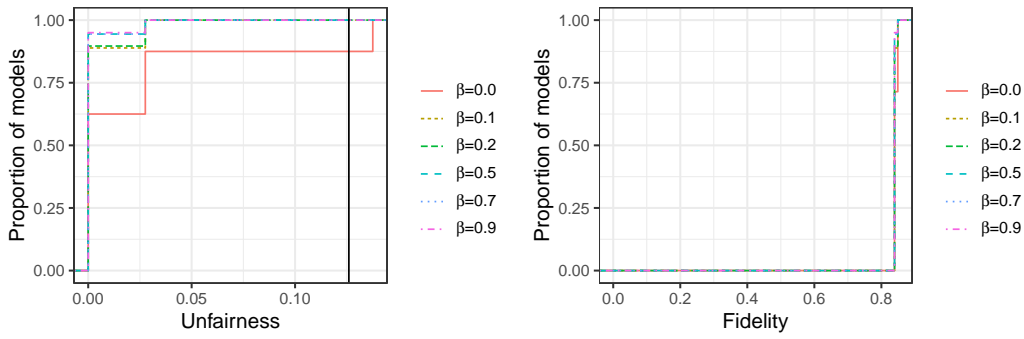 Proportion of models
1.00
0.75
0.50
0.25
0.00
0.00 0.05 0.10
Unfairness
β=0.0
β=0.1
β=0.2
β=0.5
β=0.7
β=0.9
Proportion of models
1.00
0.75
0.50
0.25
0.00
0.0 0.2 0.4 0.6 0.8
Fidelity
β=0.0
β=0.1
β=0.2
β=0.5
β=0.7
β=0.9